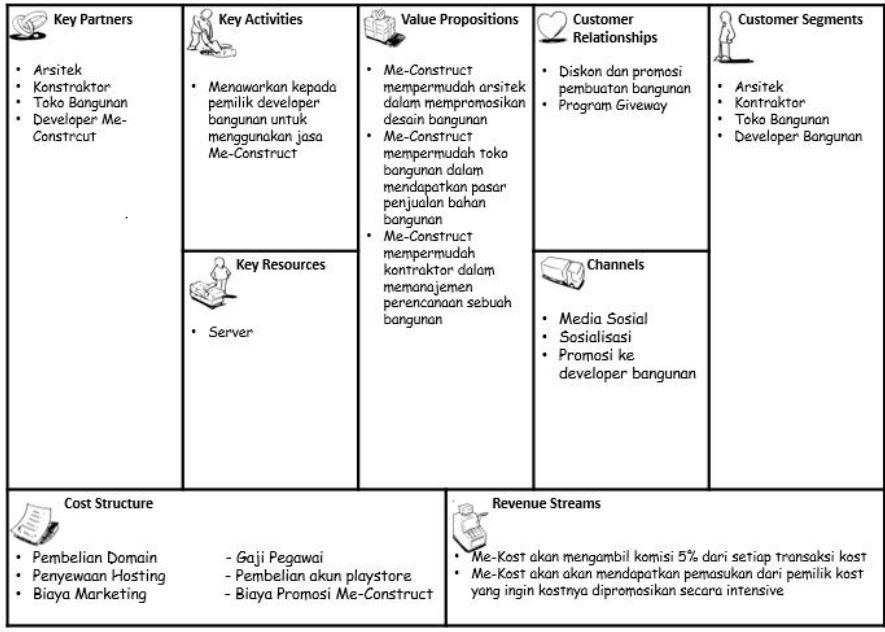 Key Partners
• Arsitek
• Konstraktor
• Toko Bangunan
• Developer Me-
Constrcut
Key Activities
• Menawarkan kepada
pemilik developer
bangunan untuk
menggunakan jasa
Me-Construct
Key Resources
• Server
Value Propositions
• Me-Construct
mempermudah arsitek
dalam mempromosikan
desain bangunan
• Me-Construct
mempermudah toko
bangunan dalam
mendapatkan pasar
penjualan bahan
bangunan
• Me-Construct
mempermudah
kontraktor dalam
memanajemen
perencanaan sebuah
bangunan
Customer
Relationships
• Diskon dan promosi
pembuatan bangunan
• Program Giveway
Channels
• Media Sosial
• Sosialisasi
• Promosi ke
developer bangunan
Customer Segments
• Arsitek
• Kontraktor
• Toko Bangunan
• Developer Bangunan
Cost Structure
• Pembelian Domain
• Penyewaan Hosting
• Biaya Marketing
- Gaji Pegawai
- Pembelian akun playstore
- Biaya Promosi Me-Construct
Revenue Streams
• Me-Kost akan mengambil komisi 5% dari setiap transaksi kost
• Me-Kost akan akan mendapatkan pemasukan dari pemilik kost
yang ingin kostnya dipromosikan secara intensive